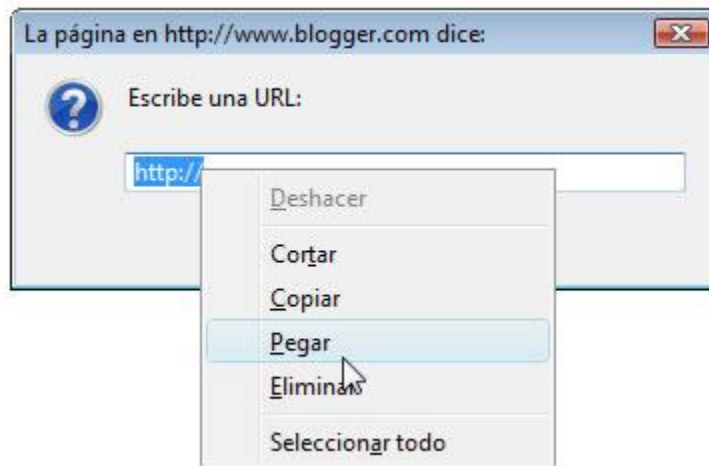 La página en http://www.blogger.com dice:
Escribe una URL:
http://
Deshacer
Cortar
Copiar
Pegar
Eliminar
Seleccionar todo